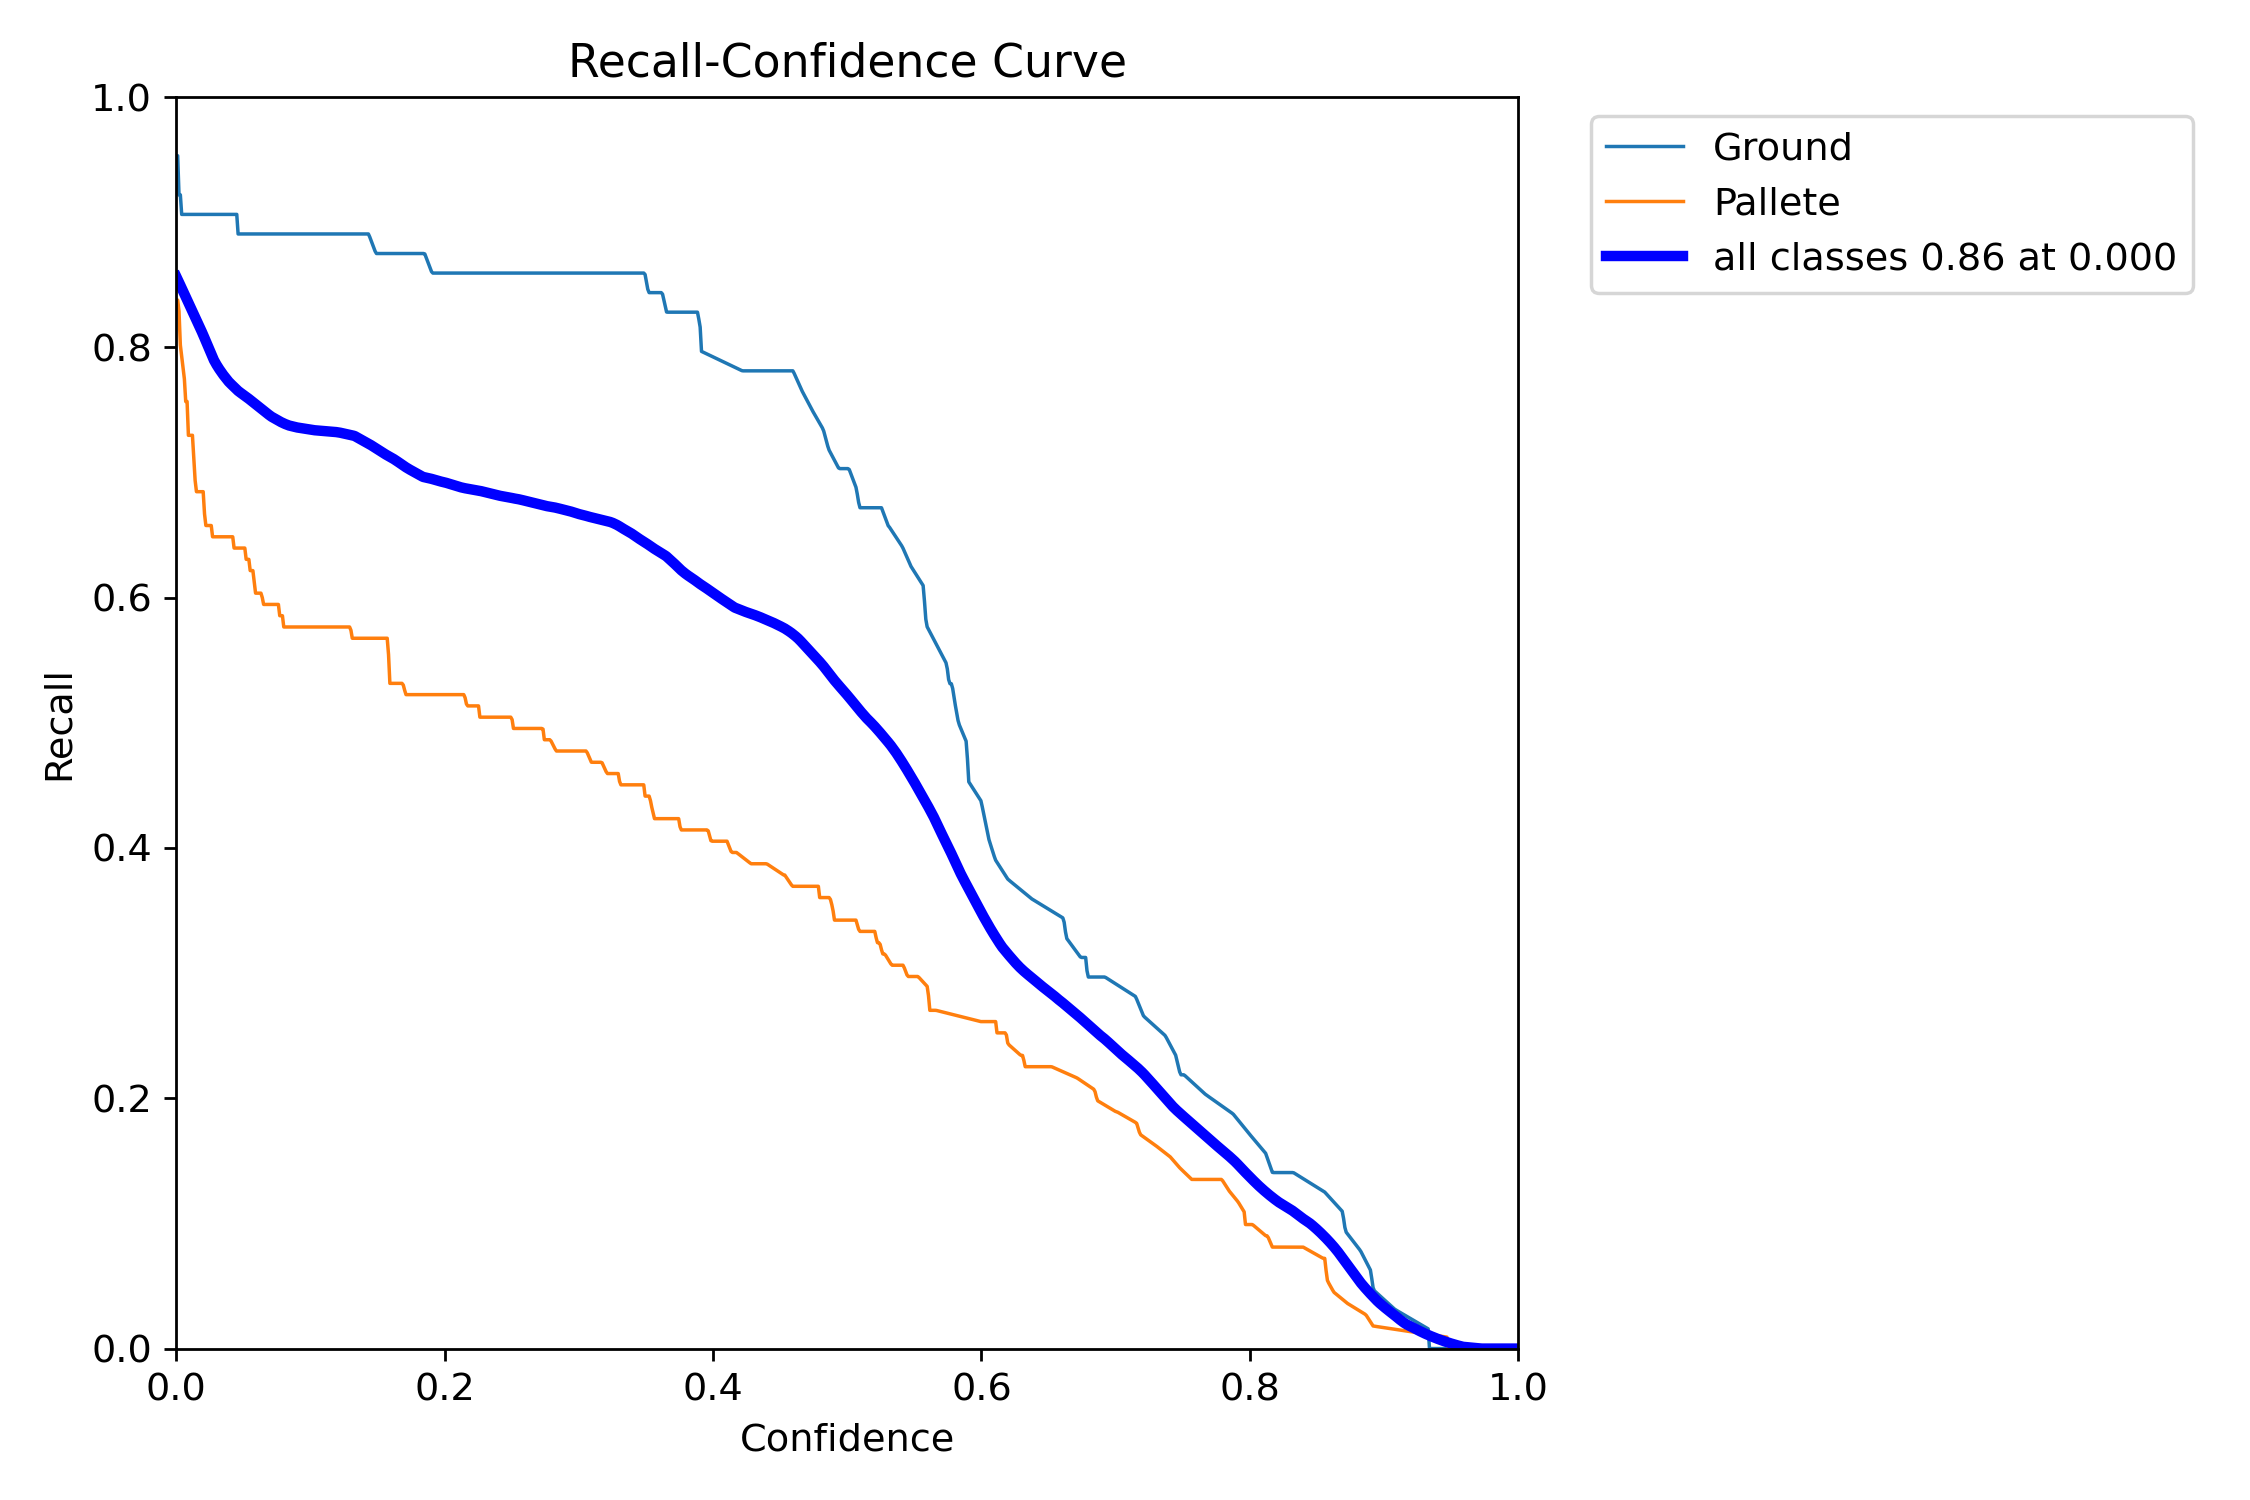 Recall-Confidence Curve
1.0
0.8
0.6
0.4
0.2
0.0
Recall
0.0 0.2 0.4 0.6 0.8 1.0
Confidence
Ground
Pallete
all classes 0.86 at 0.000